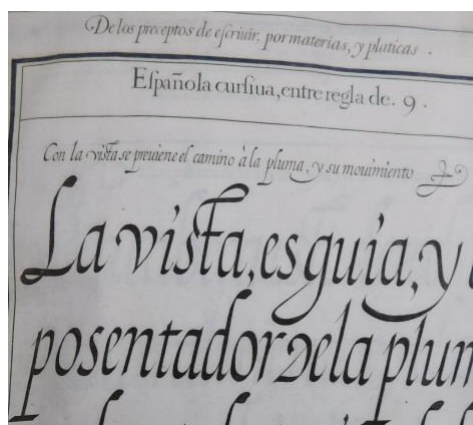 De los preceptos de escriuir, por materias, y platicas .
Eſpañola curſiua, entre regla de. 9 .
Con la viſta se preuiene el camino à la pluma, y su mouimiento
La viſta, es guia, y
posentador dela plum